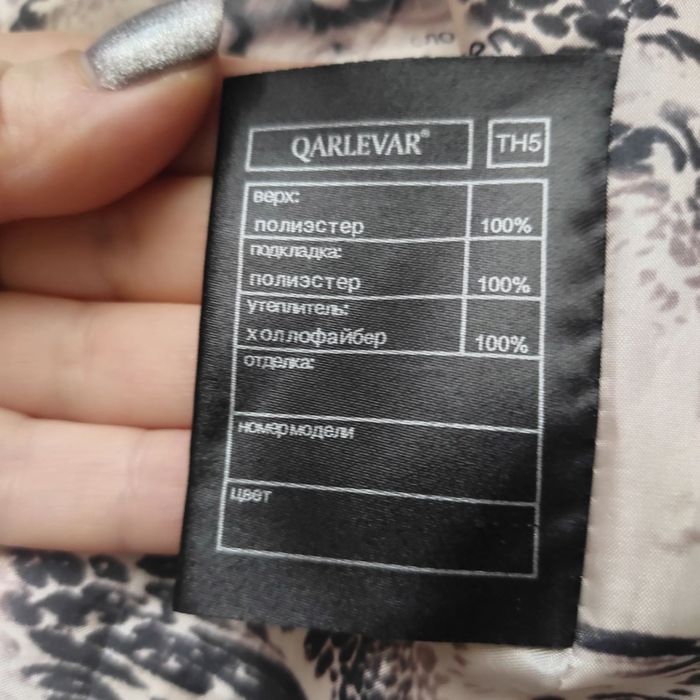 QARLEVAR® TH5
верх:
полиэстер 100%
подкладка:
полиэстер 100%
утеплитель:
холлофайбер 100%
отделка:
номер модели
цвет